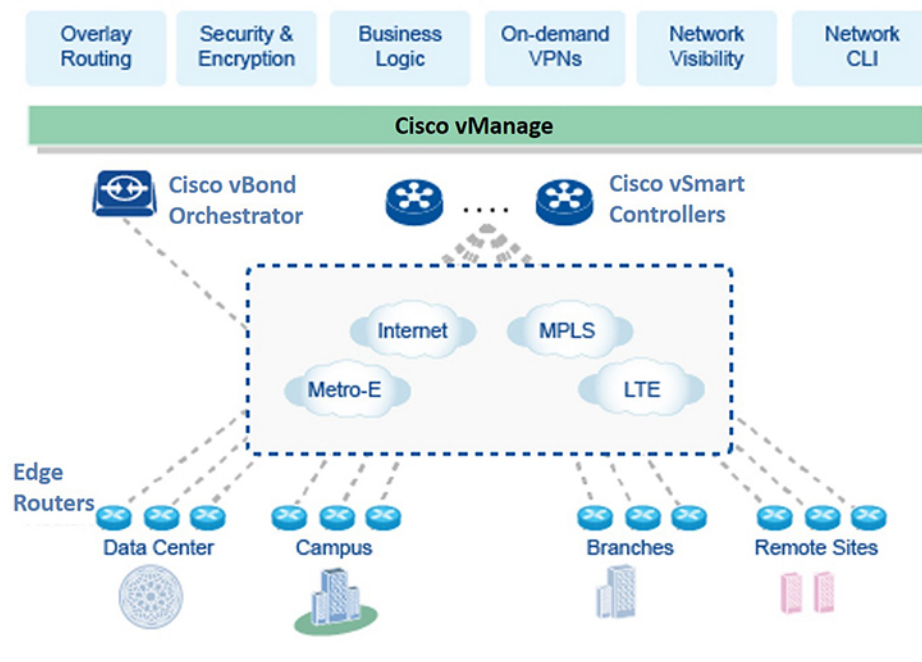 Overlay
Routing
Security &
Encryption
Business
Logic
On-demand
VPNs
Network
Visibility
Network
CLI
Cisco vManage
Cisco vBond
Orchestrator
Cisco vSmart
Controllers
Internet
MPLS
Metro-E
LTE
Edge
Routers
Data Center
Campus
Branches
Remote Sites